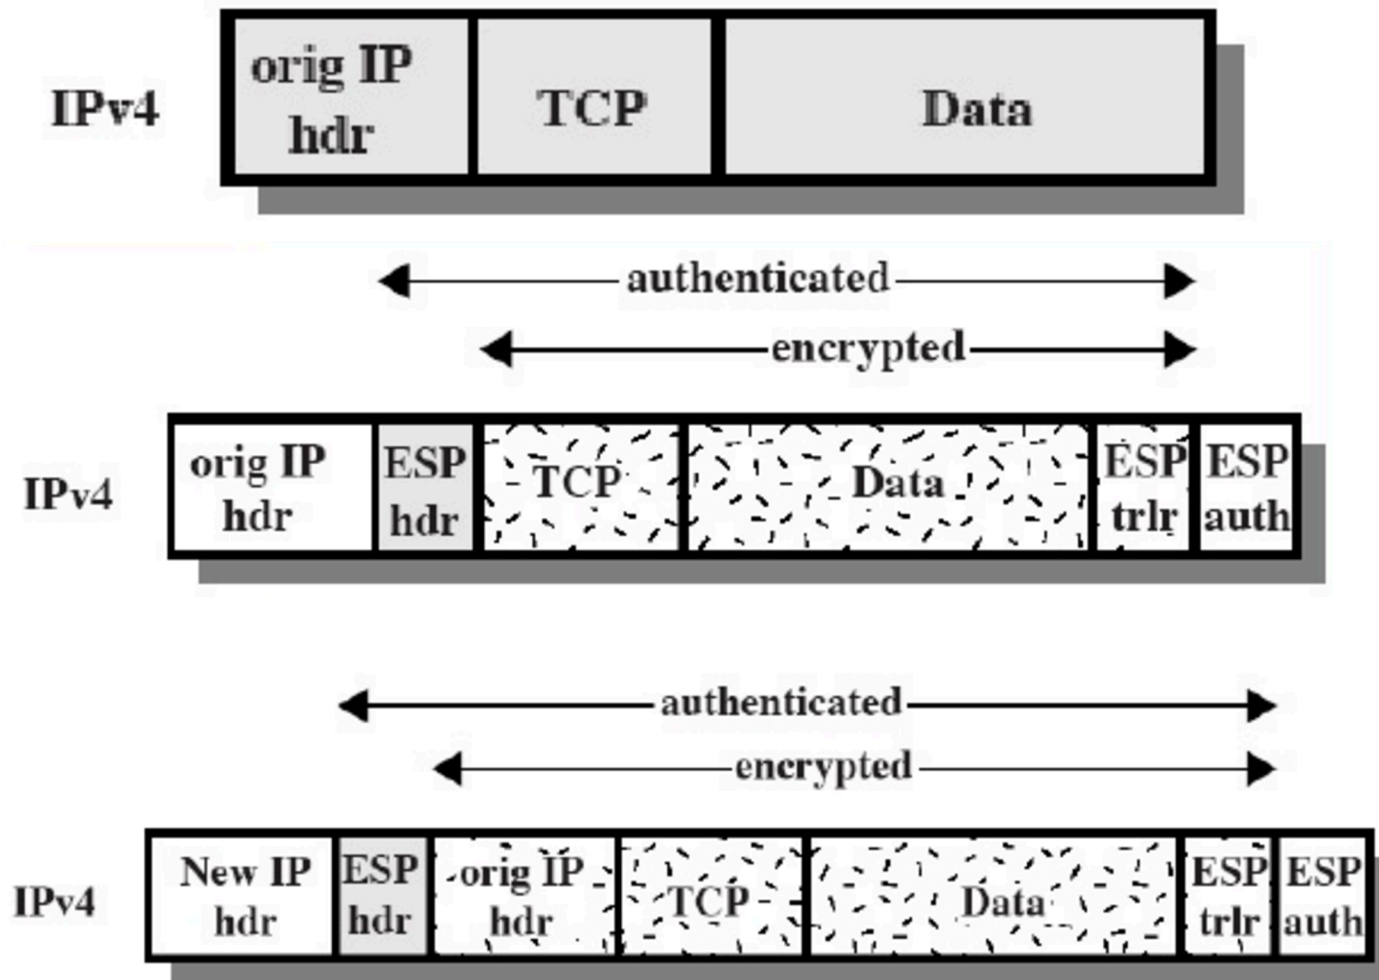 IPv4
orig IP
hdr
TCP
Data
authenticated
encrypted
IPv4
orig IP
hdr
ESP
hdr
TCP
Data
ESP
trlr
ESP
auth
authenticated
encrypted
IPv4
New IP
hdr
ESP
hdr
orig IP
hdr
TCP
Data
ESP
trlr
ESP
auth